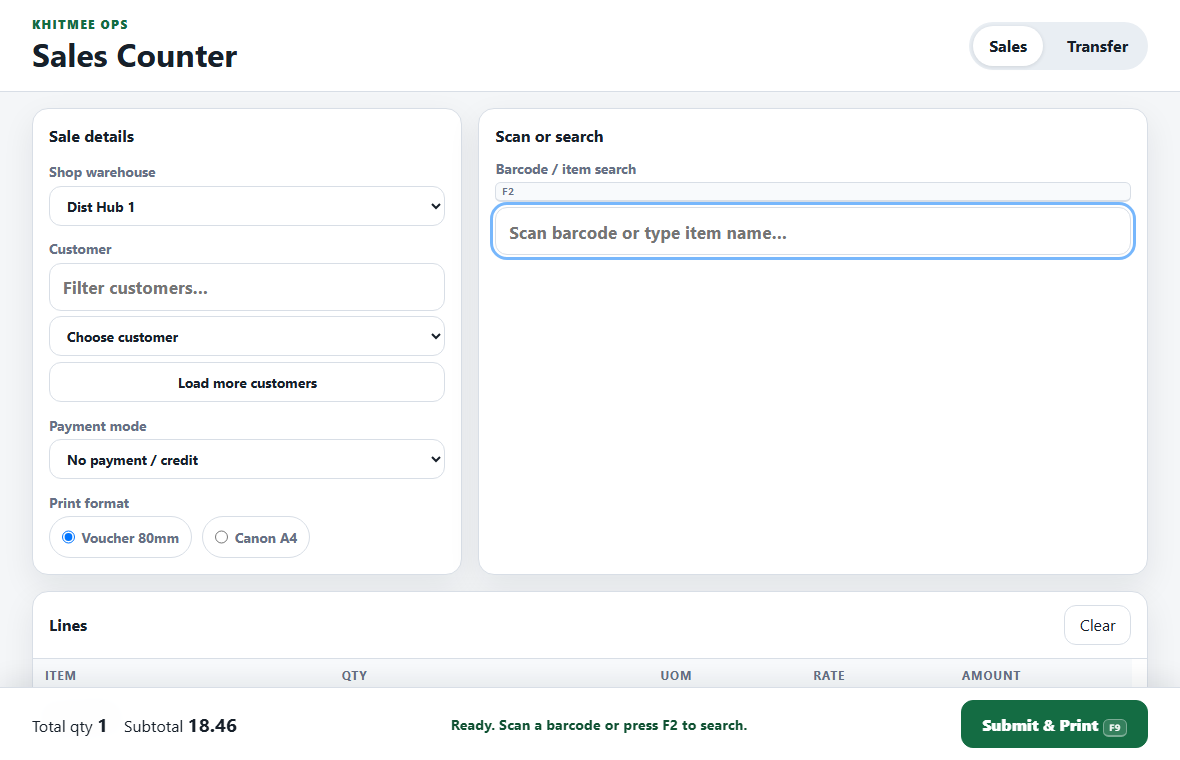 KHITMEE OPS
Sales Counter
Sales
Transfer
Sale details
Shop warehouse
Dist Hub 1
Customer
Filter customers...
Choose customer
Load more customers
Payment mode
No payment / credit
Print format
Voucher 80mm
Canon A4
Scan or search
Barcode / item search
F2
Scan barcode or type item name...
Lines
Clear
ITEM QTY UOM RATE AMOUNT
Total qty 1 Subtotal 18.46
Ready. Scan a barcode or press F2 to search.
Submit & Print F9